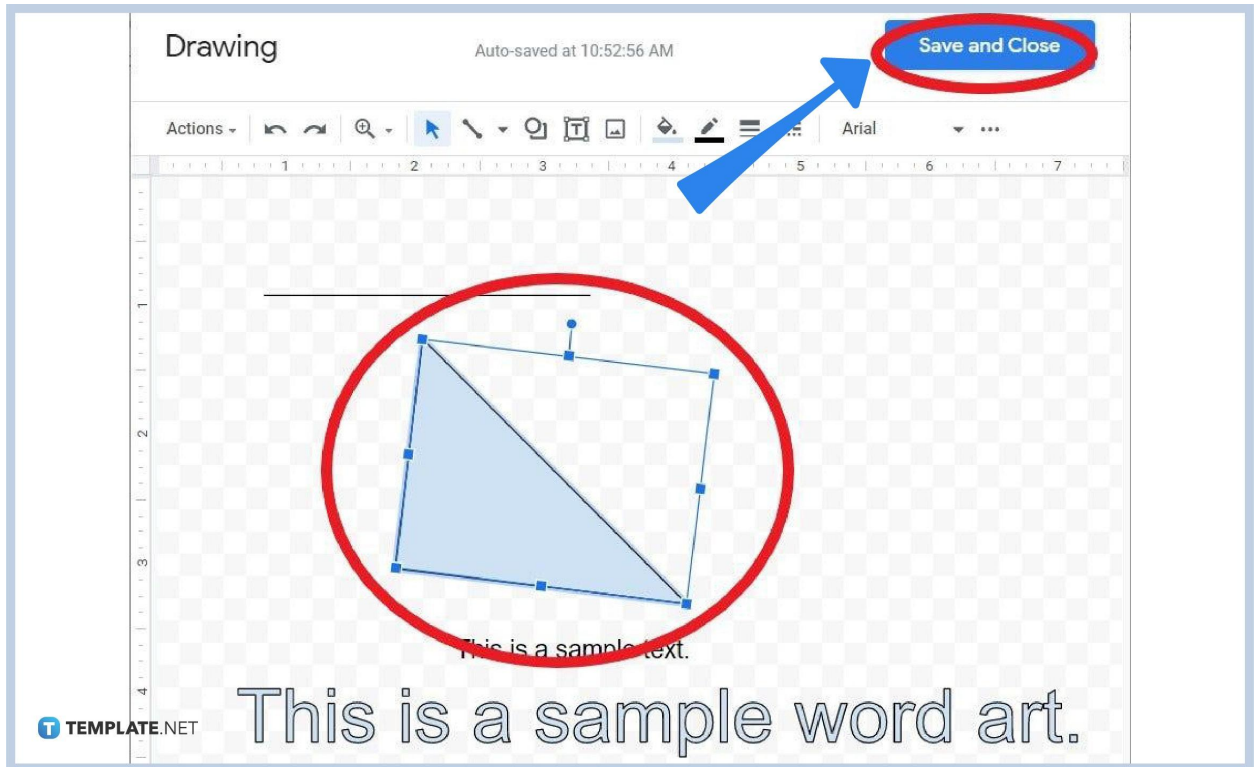 Drawing
Auto-saved at 10:52:56 AM
Save and Close
Actions
Arial
1 2 3 4 5 6 7
1
2
3
4
This is a sample text.
This is a sample word art.
T TEMPLATE.NET